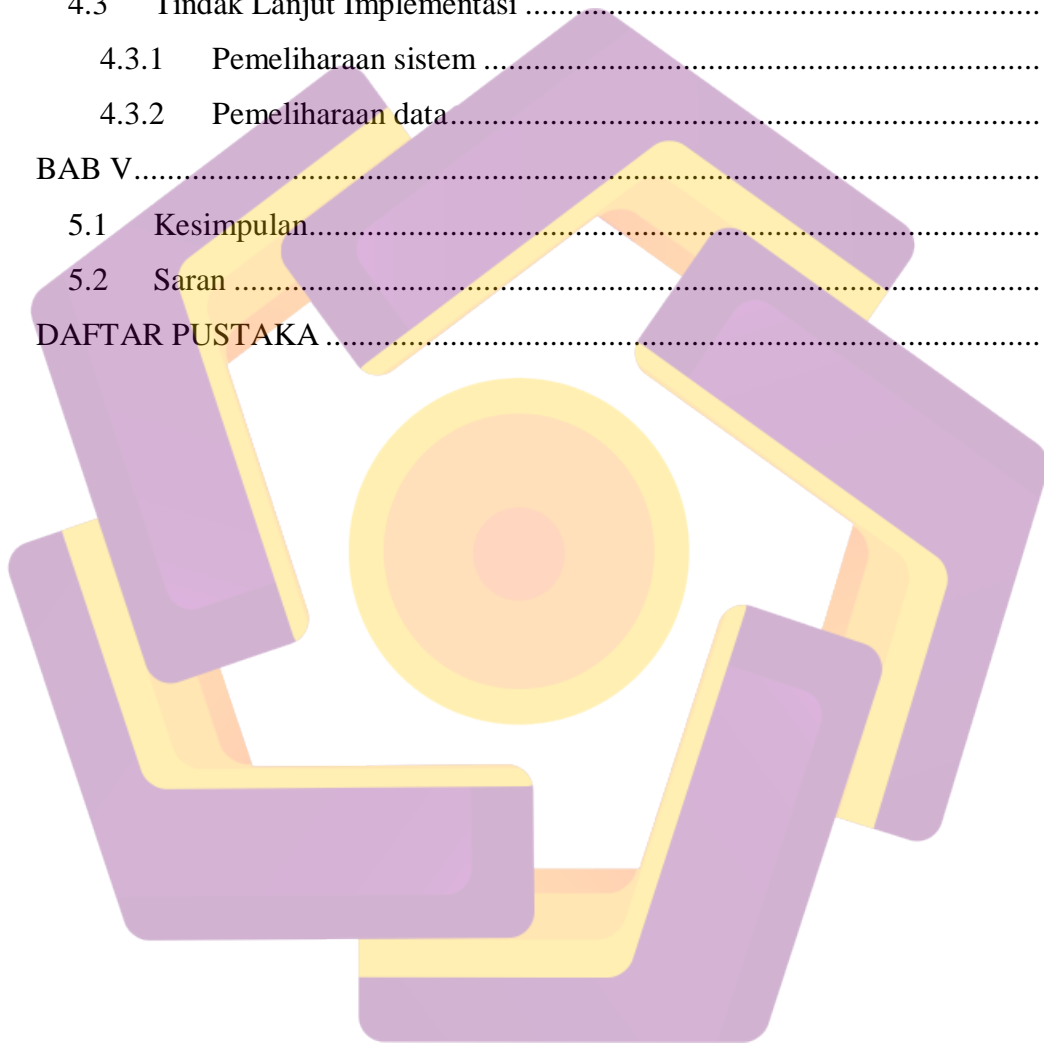 4.3 Tindak Lanjut Implementasi ........................................................
4.3.1 Pemeliharaan sistem ........................................................
4.3.2 Pemeliharaan data........................................................
BAB V........................................................
5.1 Kesimpulan........................................................
5.2 Saran ........................................................
DAFTAR PUSTAKA ........................................................